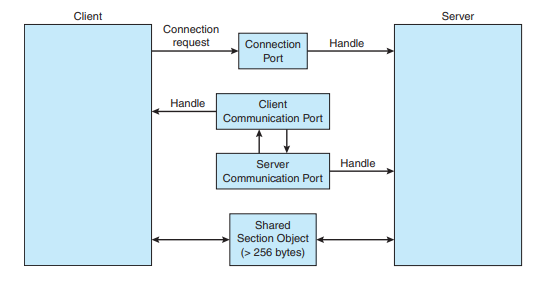 Client
Server
Connection
request
Connection
Port
Handle
Handle
Client
Communication Port
Server
Communication Port
Handle
Shared
Section Object
(> 256 bytes)